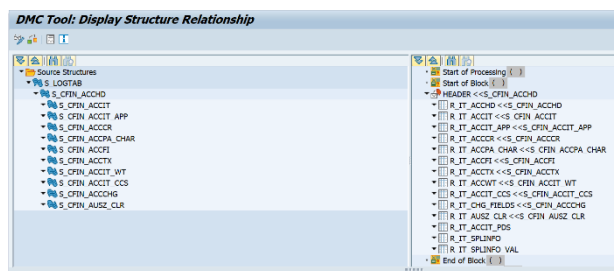 DMC Tool: Display Structure Relationship
Source Structures
S_LOGTAB
S_CFIN_ACCHD
S_CFIN_ACCIT
S_CFIN_ACCIT_APP
S_CFIN_ACCCR
S_CFIN_ACCPA_CHAR
S_CFIN_ACCFI
S_CFIN_ACCTX
S_CFIN_ACCIT_WT
S_CFIN_ACCIT_CCS
S_CFIN_ACCCHG
S_CFIN_AUSZ_CLR
Start of Processing ( )
Start of Block ( )
HEADER <<S_CFIN_ACCHD
R_IT_ACCHD <<S_CFIN_ACCHD
R_IT_ACCIT <<S_CFIN_ACCIT
R_IT_ACCIT_APP <<S_CFIN_ACCIT_APP
R_IT_ACCCR <<S_CFIN_ACCCR
R_IT_ACCPA_CHAR <<S_CFIN_ACCPA_CHAR
R_IT_ACCFI <<S_CFIN_ACCFI
R_IT_ACCTX <<S_CFIN_ACCTX
R_IT_ACCWT <<S_CFIN_ACCIT_WT
R_IT_ACCIT_CCS <<S_CFIN_ACCIT_CCS
R_IT_CHG_FIELDS <<S_CFIN_ACCCHG
R_IT_AUSZ_CLR <<S_CFIN_AUSZ_CLR
R_IT_ACCIT_PDS
R_IT_SPLINFO
R_IT_SPLINFO_VAL
End of Block ( )